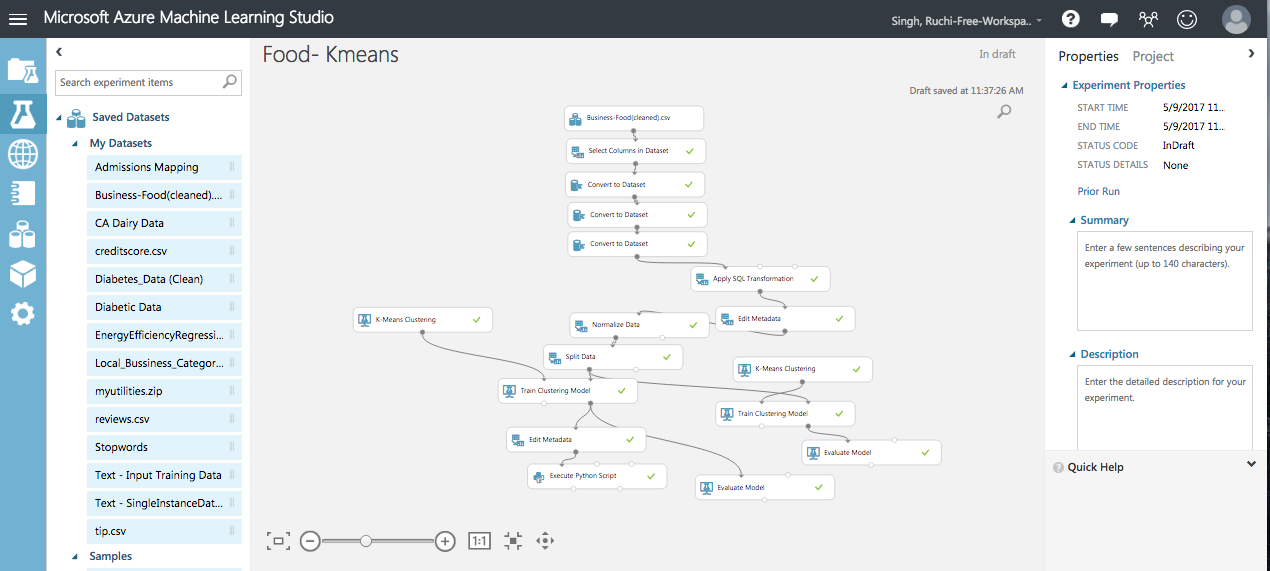 Microsoft Azure Machine Learning Studio
Singh, Ruchi-Free-Workspa..
Search experiment items
Saved Datasets
My Datasets
Admissions Mapping
Business-Food(cleaned)....
CA Dairy Data
creditscore.csv
Diabetes_Data (Clean)
Diabetic Data
EnergyEfficiencyRegressi...
Local_Bussiness_Categor...
myutilities.zip
reviews.csv
Stopwords
Text - Input Training Data
Text - SingleInstanceDat...
tip.csv
Samples
Food- Kmeans
In draft
Draft saved at 11:37:26 AM
Business-Food(cleaned).csv
Select Columns in Dataset
Convert to Dataset
Convert to Dataset
Convert to Dataset
Apply SQL Transformation
K-Means Clustering
Normalize Data
Edit Metadata
Split Data
K-Means Clustering
Train Clustering Model
Train Clustering Model
Edit Metadata
Evaluate Model
Execute Python Script
Evaluate Model
1:1
Properties Project
Experiment Properties
START TIME 5/9/2017 11...
END TIME 5/9/2017 11...
STATUS CODE InDraft
STATUS DETAILS None
Prior Run
Summary
Enter a few sentences describing your
experiment (up to 140 characters).
Description
Enter the detailed description for your
experiment.
Quick Help